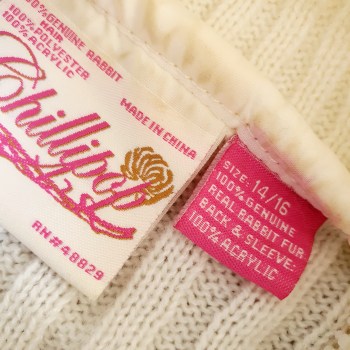 100% GENUINE RABBIT
HAIR
100% POLYESTER
100% ACRYLIC
Chillipop
MADE IN CHINA
RN# 48829
SIZE: 14/16
100% GENUINE
REAL RABBIT FUR.
BACK & SLEEVE:
100% ACRYLIC